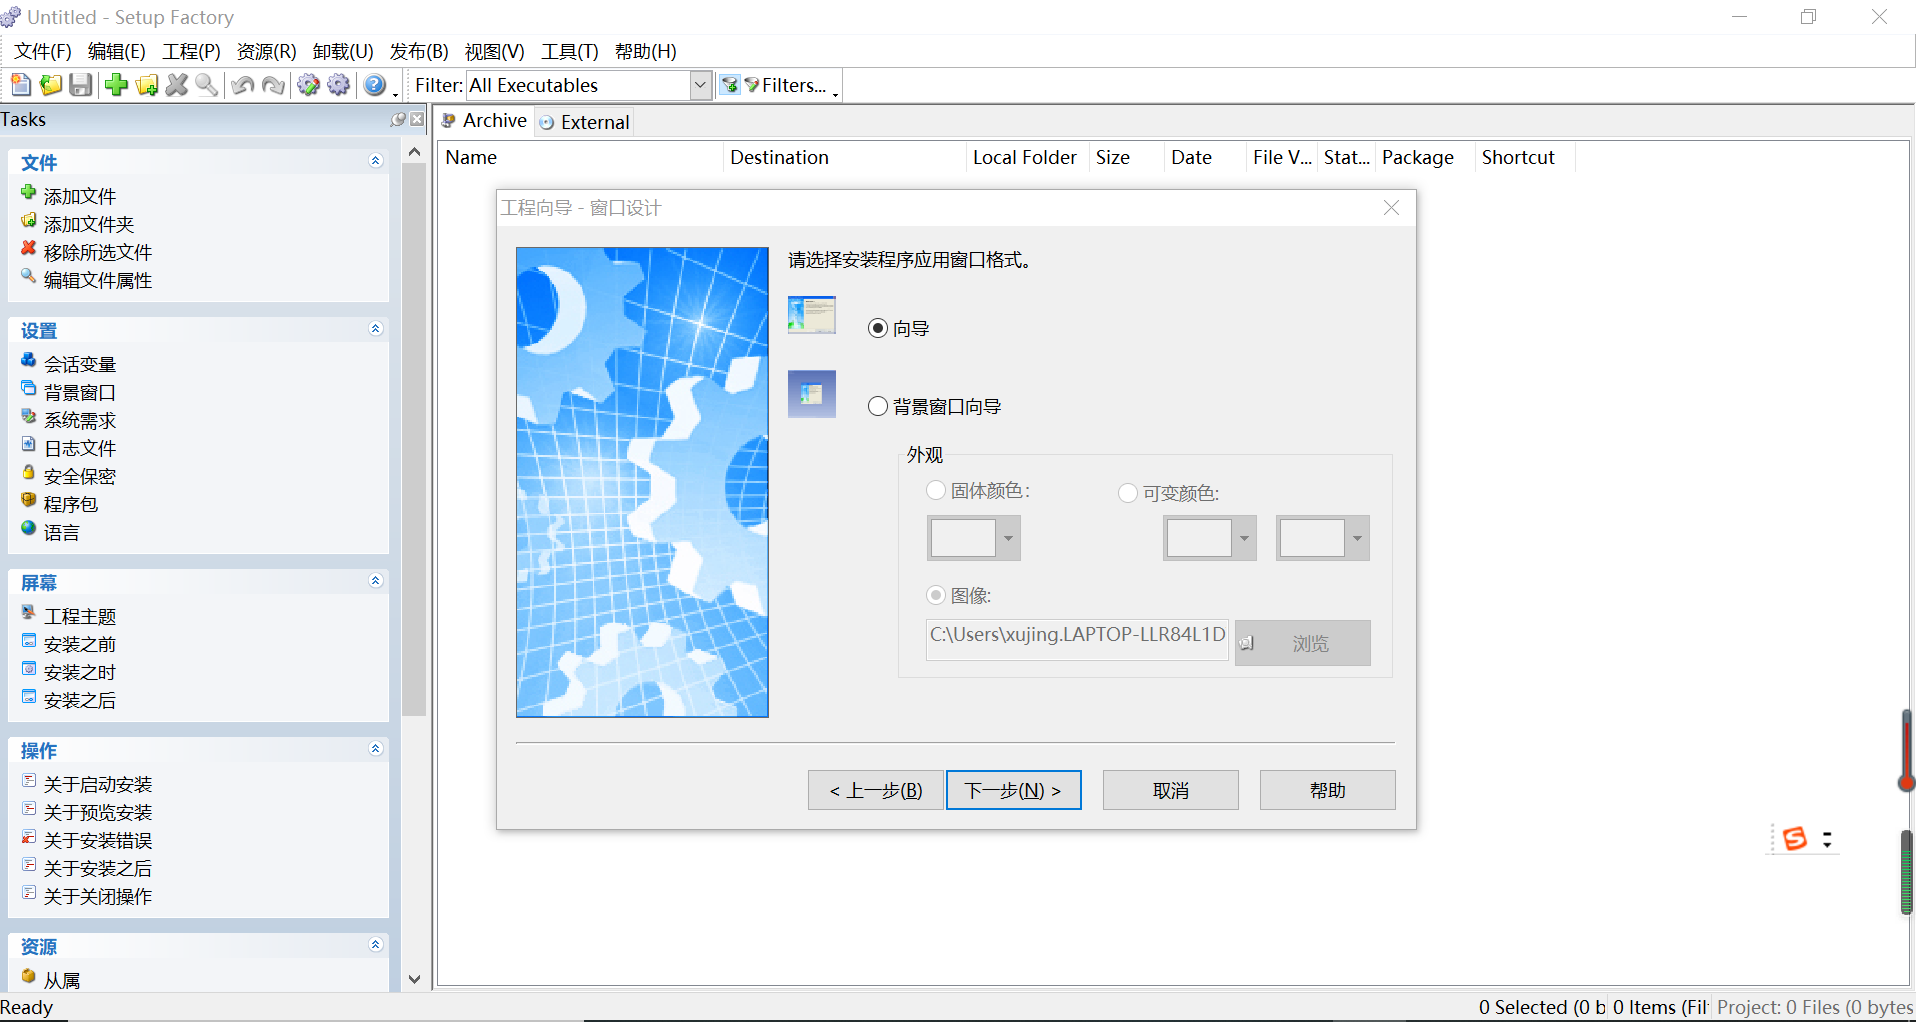 Untitled - Setup Factory
文件(F) 编辑(E) 工程(P) 资源(R) 卸载(U) 发布(B) 视图(V) 工具(T) 帮助(H)
Filter: All Executables Filters...
Tasks
文件
添加文件
添加文件夹
移除所选文件
编辑文件属性
设置
会话变量
背景窗口
系统需求
日志文件
安全保密
程序包
语言
屏幕
工程主题
安装之前
安装之时
安装之后
操作
关于启动安装
关于预览安装
关于安装错误
关于安装之后
关于关闭操作
资源
从属
Archive External
Name Destination Local Folder Size Date File V... Stat... Package Shortcut
工程向导 - 窗口设计
请选择安装程序应用窗口格式。
向导
背景窗口向导
外观
固体颜色: 可变颜色:
图像:
C:\Users\xujing.LAPTOP-LLR84L1D 浏览
< 上一步(B) 下一步(N) > 取消 帮助
Ready 0 Selected (0 b 0 Items (Fil Project: 0 Files (0 bytes